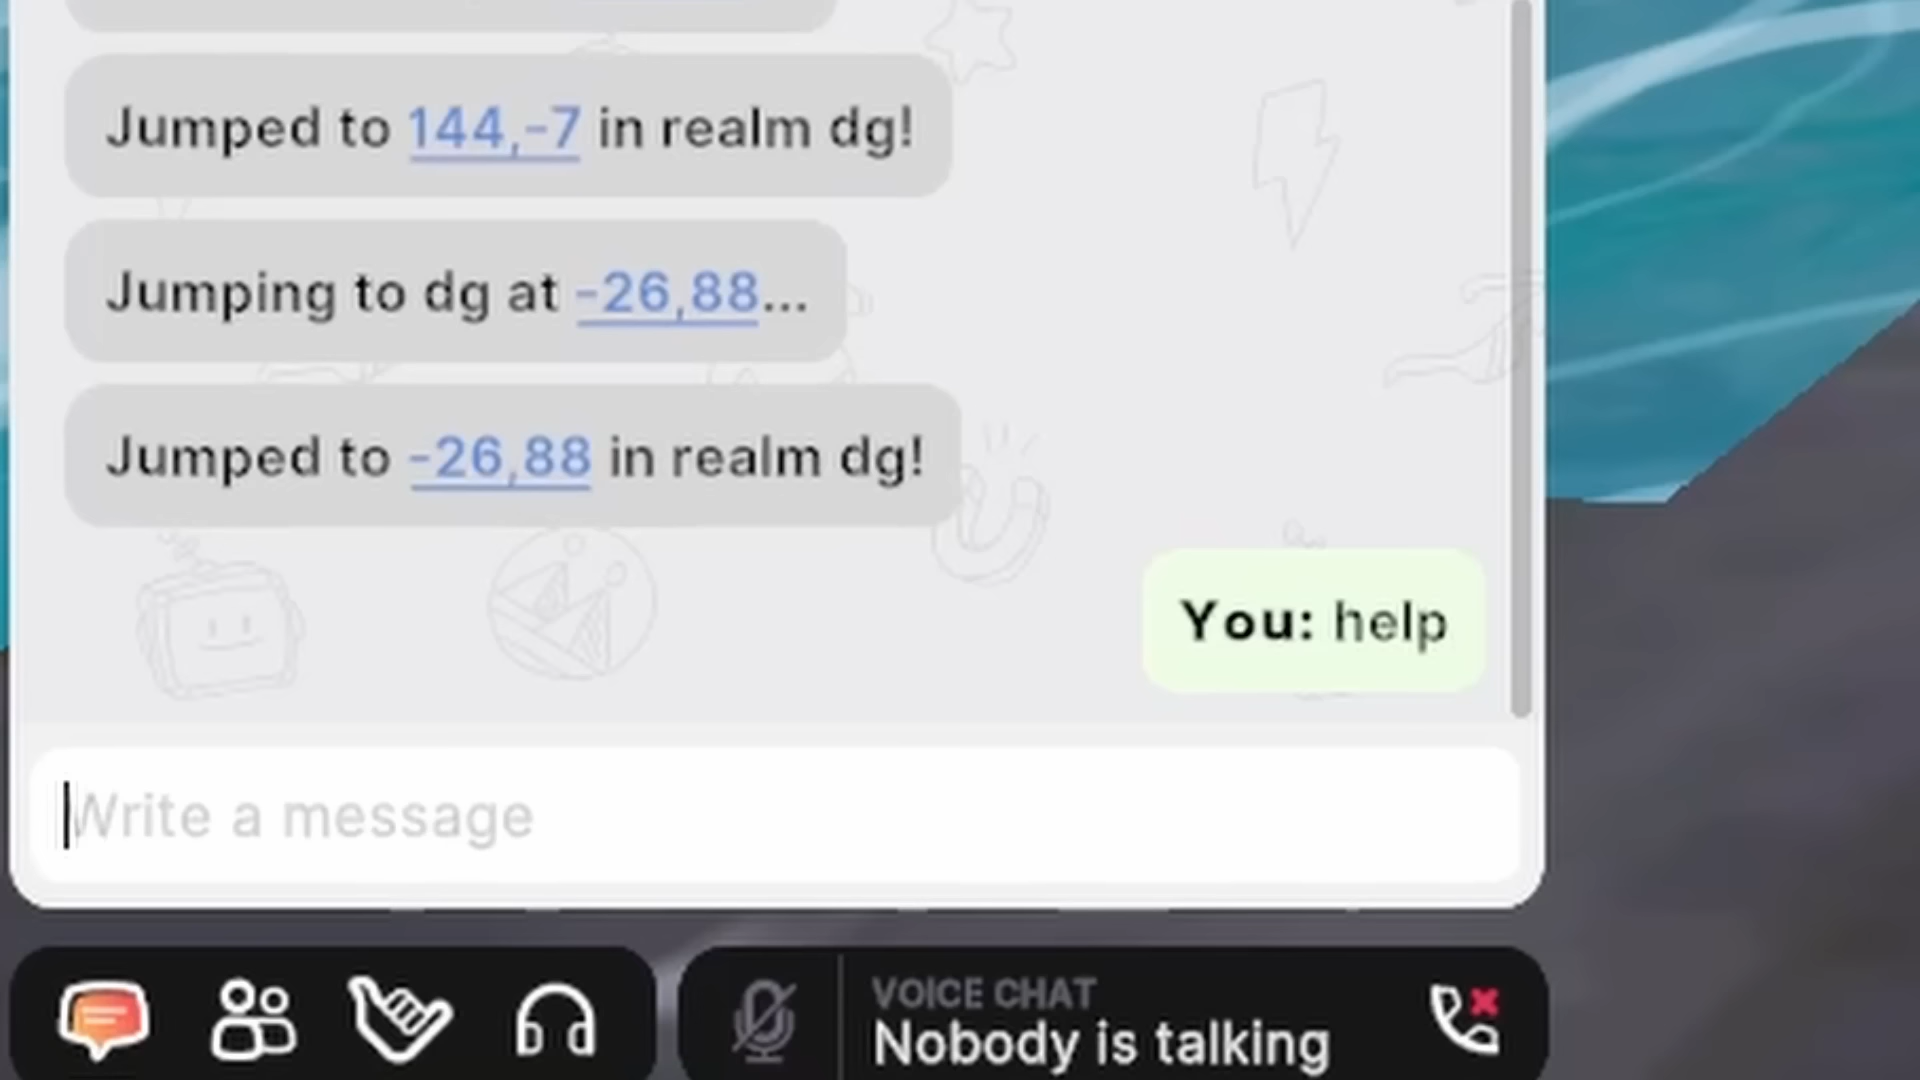 Jumped to 144,-7 in realm dg!
Jumping to dg at -26,88...
Jumped to -26,88 in realm dg!
You: help
Write a message
VOICE CHAT
Nobody is talking